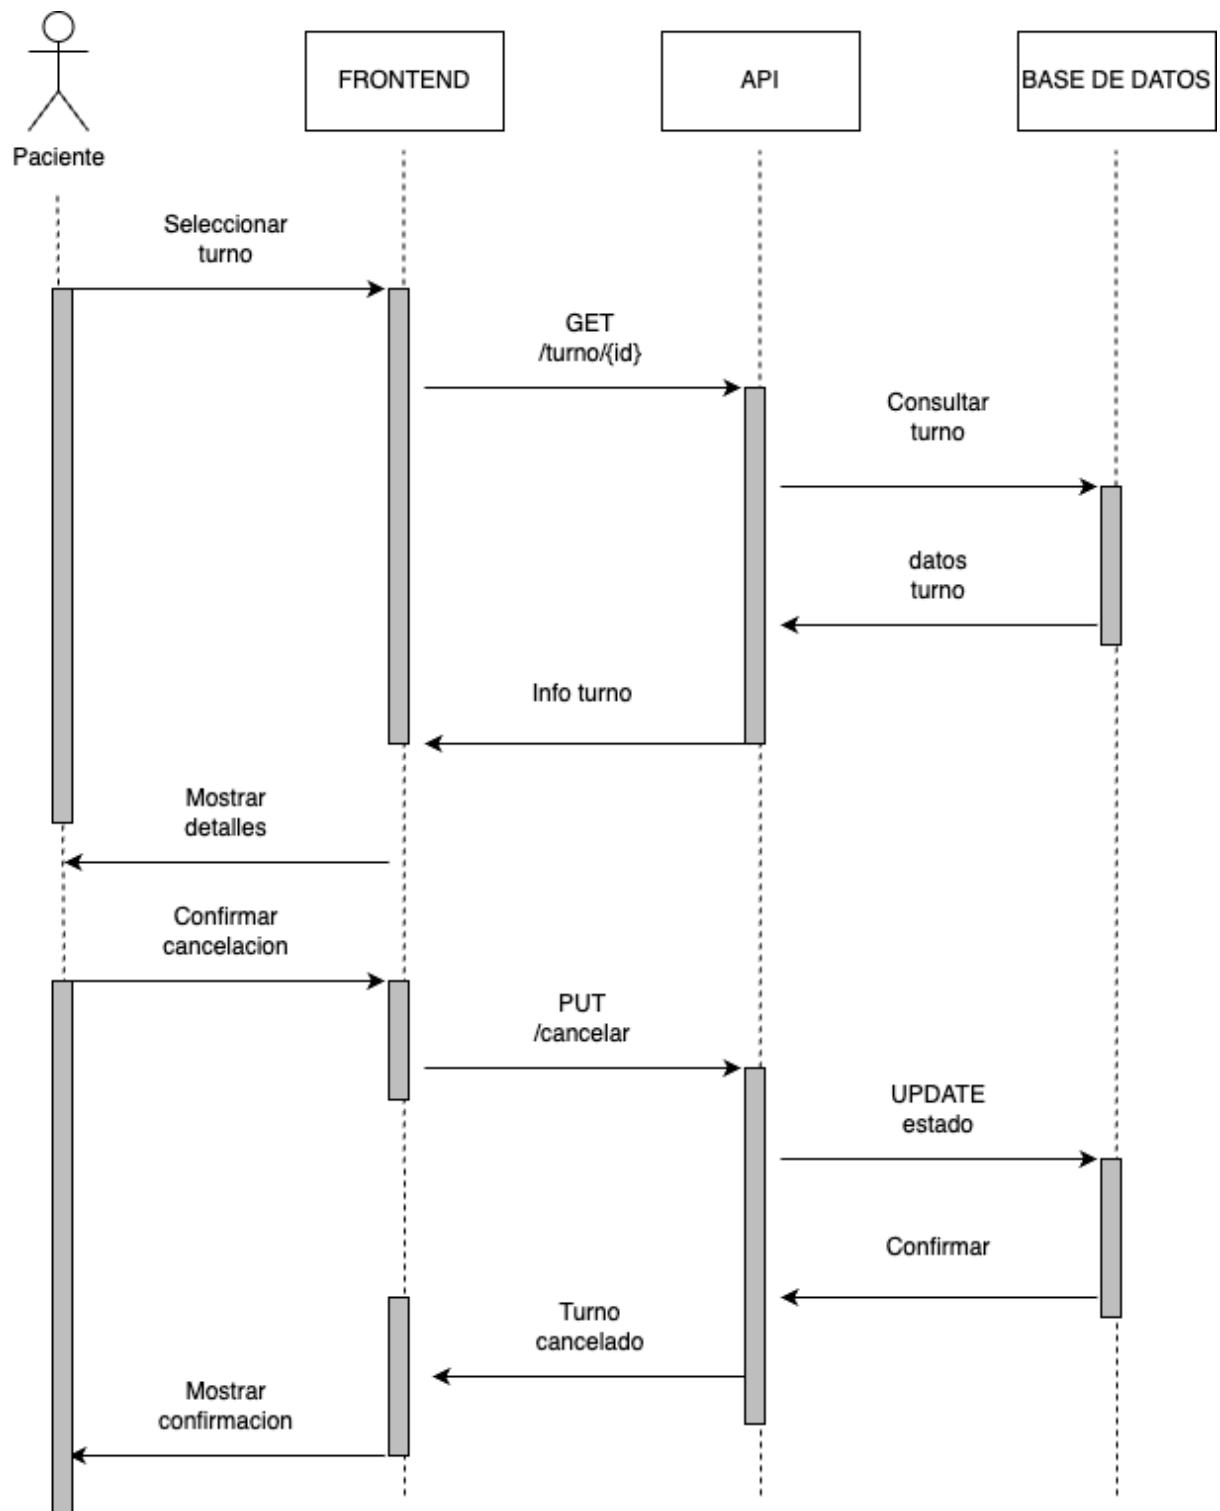 FRONTEND
API
BASE DE DATOS
Paciente
Seleccionar
turno
GET
/turno/{id}
Consultar
turno
datos
turno
Info turno
Mostrar
detalles
Confirmar
cancelacion
PUT
/cancelar
UPDATE
estado
Confirmar
Turno
cancelado
Mostrar
confirmacion